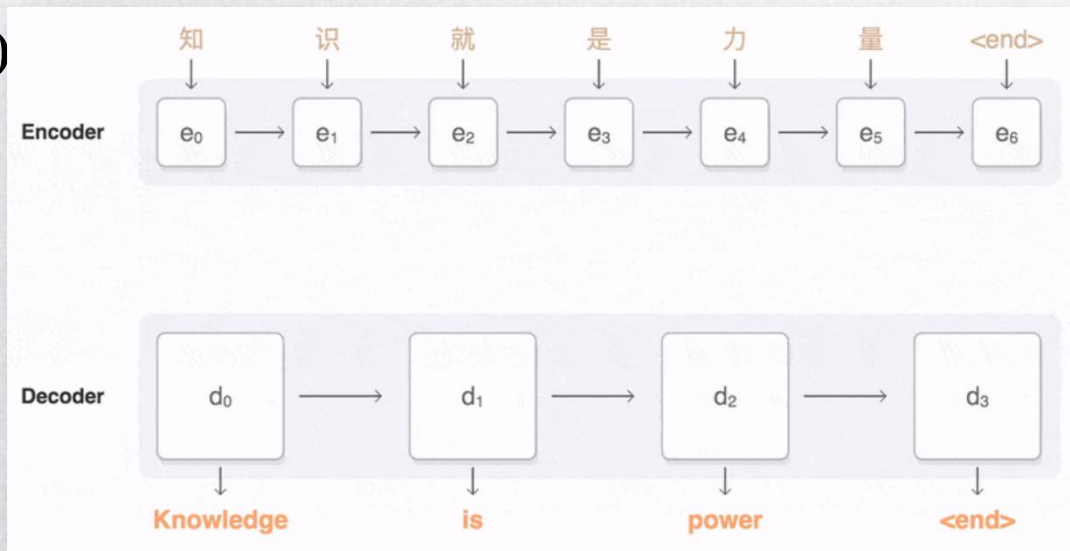 知 识 就 是 力 量 <end>
Encoder e₀ e₁ e₂ e₃ e₄ e₅ e₆
Decoder d₀ d₁ d₂ d₃
Knowledge is power <end>